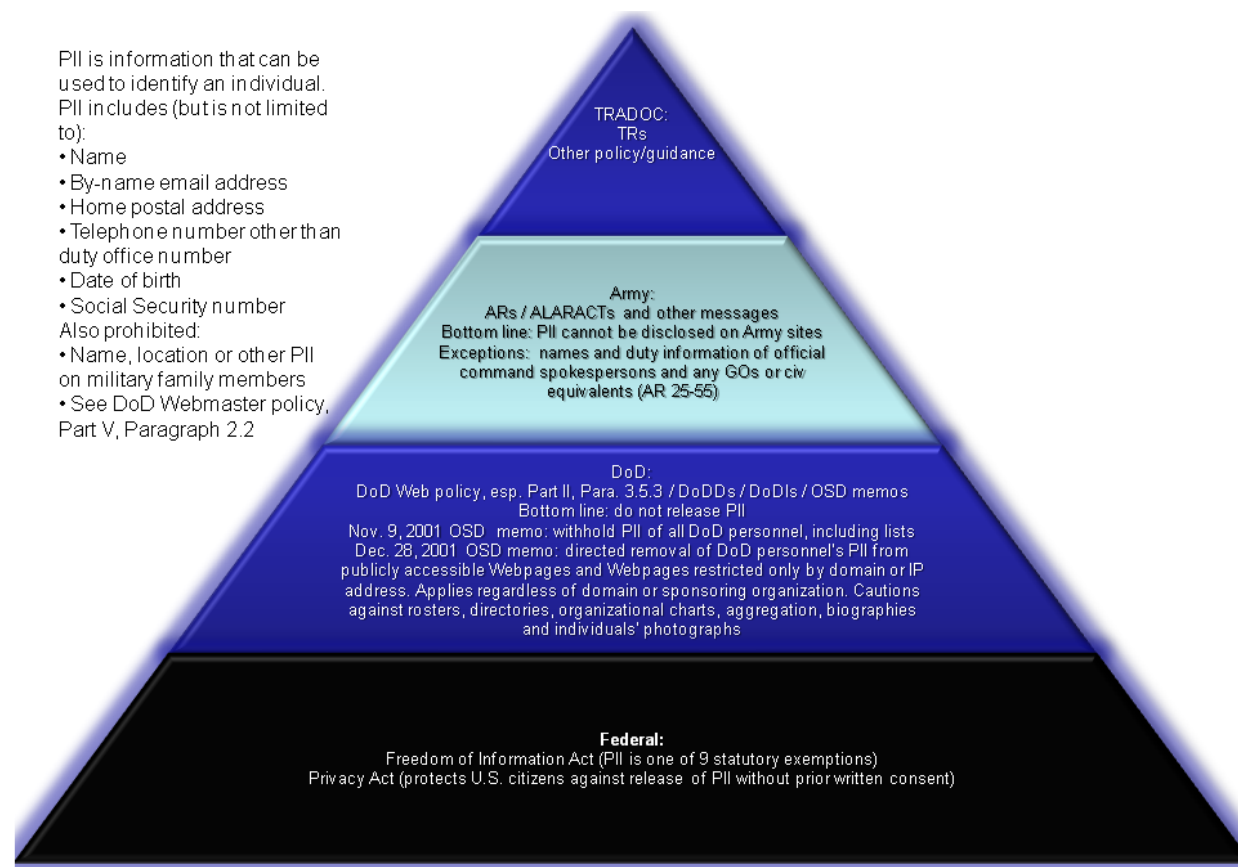 PII is information that can be
used to identify an individual.
PII includes (but is not limited
to):
• Name
• By-name email address
• Home postal address
• Telephone number other than
duty office number
• Date of birth
• Social Security number
Also prohibited:
• Name, location or other PII
on military family members
• See DoD Webmaster policy,
Part V, Paragraph 2.2
TRADOC:
TRs
Other policy/guidance
Army:
ARs / ALARACTs and other messages
Bottom line: PII cannot be disclosed on Army sites
Exceptions: names and duty information of official
command spokespersons and any GOs or civ
equivalents (AR 25-55)
DoD:
DoD Web policy, esp. Part II, Para. 3.5.3 / DoDDs / DoDIs / OSD memos
Bottom line: do not release PII
Nov. 9, 2001 OSD memo: withhold PII of all DoD personnel, including lists
Dec. 28, 2001 OSD memo: directed removal of DoD personnel's PII from
publicly accessible Webpages and Webpages restricted only by domain or IP
address. Applies regardless of domain or sponsoring organization. Cautions
against rosters, directories, organizational charts, aggregation, biographies
and individuals' photographs
Federal:
Freedom of Information Act (PII is one of 9 statutory exemptions)
Privacy Act (protects U.S. citizens against release of PII without prior written consent)